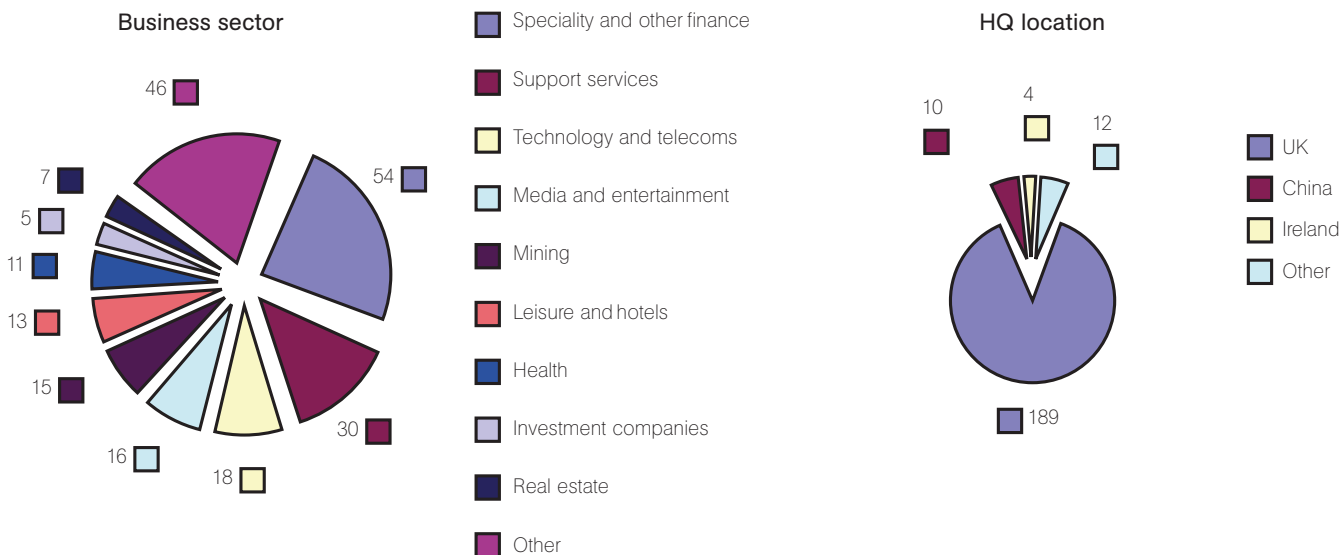 Business sector
46
7
5
11
13
15
16
18
30
54
Speciality and other finance
Support services
Technology and telecoms
Media and entertainment
Mining
Leisure and hotels
Health
Investment companies
Real estate
Other
HQ location
10
4
12
189
UK
China
Ireland
Other